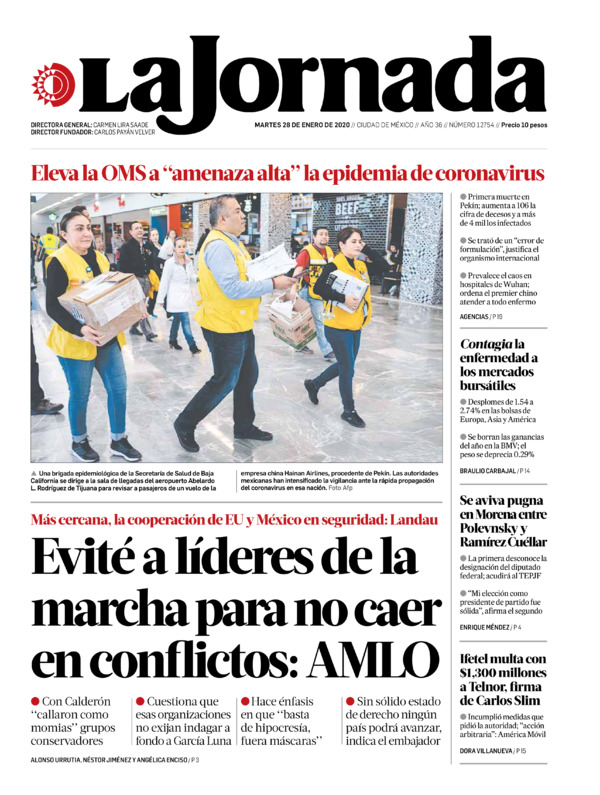 La Jornada
DIRECTORA GENERAL: CARMEN LIRA SAADE
DIRECTOR FUNDADOR: CARLOS PAYÁN VELVER
MARTES 28 DE ENERO DE 2020 // CIUDAD DE MÉXICO // AÑO 36 // NÚMERO 12754 // Precio 10 pesos
Eleva la OMS a “amenaza alta” la epidemia de coronavirus
BEEF
● Primera muerte en
Pekín; aumenta a 106 la
cifra de decesos y a más
de 4 mil los infectados
● Se trató de un “error de
formulación”, justifica el
organismo internacional
● Prevalece el caos en
hospitales de Wuhan;
ordena el premier chino
atender a todo enfermo
AGENCIAS / P 19
Contagia la
enfermedad a
los mercados
bursátiles
● Desplomes de 1.54 a
2.74% en las bolsas de
Europa, Asia y América
● Se borran las ganancias
del año en la BMV; el
peso se deprecia 0.29%
BRAULIO CARBAJAL / P 14
Se aviva pugna
en Morena entre
Polevnsky y
Ramírez Cuéllar
● La primera desconoce la
designación del diputado
federal; acudirá al TEPJF
● “Mi elección como
presidente de partido fue
sólida”, afirma el segundo
ENRIQUE MÉNDEZ / P 4
Ifetel multa con
$1,300 millones
a Telnor, firma
de Carlos Slim
● Incumplió medidas que
pidió la autoridad; “acción
arbitraria”: América Móvil
DORA VILLANUEVA / P 15
▲ Una brigada epidemiológica de la Secretaría de Salud de Baja
California se dirige a la sala de llegadas del aeropuerto Abelardo
L. Rodríguez de Tijuana para revisar a pasajeros de un vuelo de la
empresa china Hainan Airlines, procedente de Pekín. Las autoridades
mexicanas han intensificado la vigilancia ante la rápida propagación
del coronavirus en esa nación. Foto Afp
Más cercana, la cooperación de EU y México en seguridad: Landau
Evité a líderes de la
marcha para no caer
en conflictos: AMLO
● Con Calderón
“callaron como
momias” grupos
conservadores
● Cuestiona que
esas organizaciones
no exijan indagar a
fondo a García Luna
● Hace énfasis
en que “basta
de hipocresía,
fuera máscaras”
● Sin sólido estado
de derecho ningún
país podrá avanzar,
indica el embajador
ALONSO URRUTIA, NÉSTOR JIMÉNEZ Y ANGÉLICA ENCISO / P 3